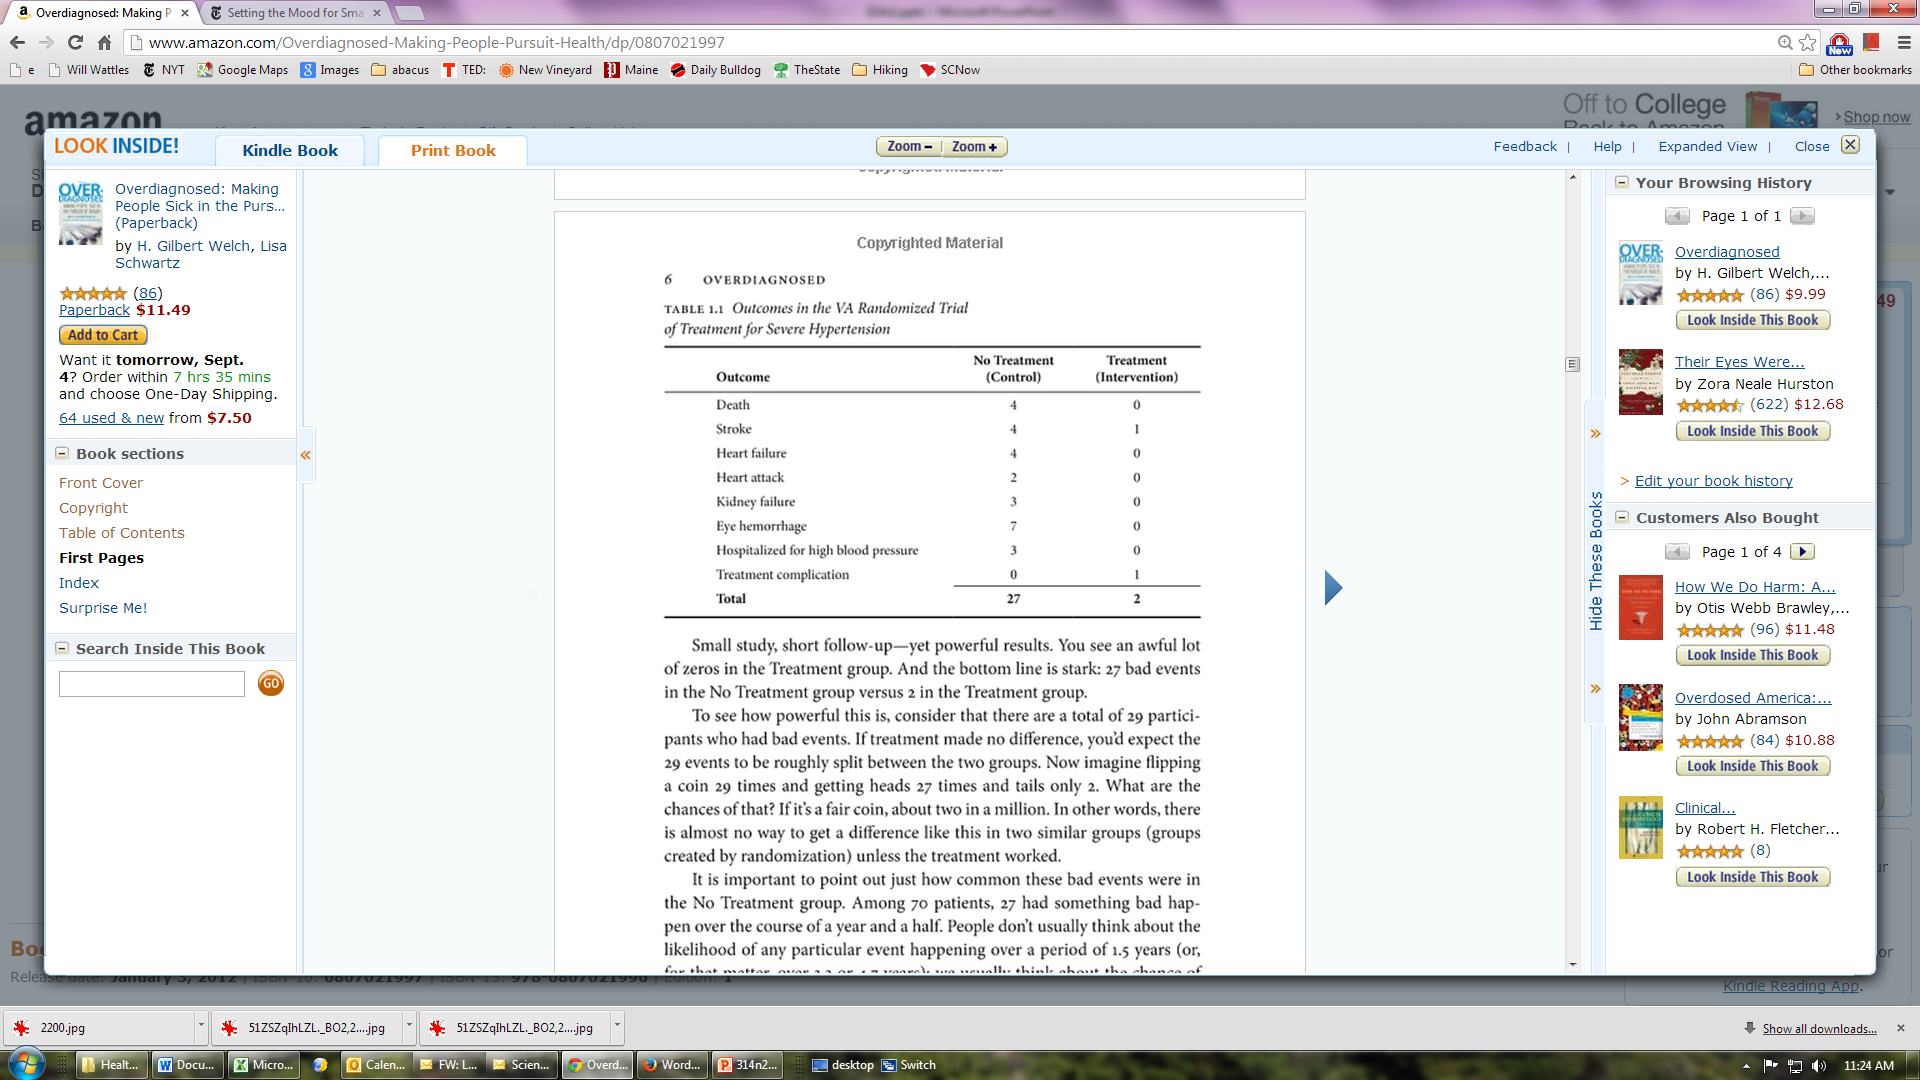 Overdiagnosed: Making P
Setting the Mood for Sma
www.amazon.com/Overdiagnosed-Making-People-Pursuit-Health/dp/0807021997
New
e Will Wattles NYT Google Maps Images abacus TED: New Vineyard Maine Daily Bulldog TheState Hiking SCNow Other bookmarks
amazon
Off to College
Shop now
LOOK INSIDE!
Kindle Book
Print Book
Zoom - Zoom +
Feedback | Help | Expanded View | Close
Overdiagnosed: Making
People Sick in the Purs...
(Paperback)
by H. Gilbert Welch, Lisa
Schwartz
(86)
Paperback $11.49
Add to Cart
Want it tomorrow, Sept.
4? Order within 7 hrs 35 mins
and choose One-Day Shipping.
64 used & new from $7.50
Book sections
Front Cover
Copyright
Table of Contents
First Pages
Index
Surprise Me!
Search Inside This Book
GO
Copyrighted Material
6 OVERDIAGNOSED
TABLE 1.1 Outcomes in the VA Randomized Trial
of Treatment for Severe Hypertension
No Treatment Treatment
Outcome (Control) (Intervention)
Death 4 0
Stroke 4 1
Heart failure 4 0
Heart attack 2 0
Kidney failure 3 0
Eye hemorrhage 7 0
Hospitalized for high blood pressure 3 0
Treatment complication 0 1
Total 27 2
Small study, short follow-up—yet powerful results. You see an awful lot
of zeros in the Treatment group. And the bottom line is stark: 27 bad events
in the No Treatment group versus 2 in the Treatment group.
To see how powerful this is, consider that there are a total of 29 partici-
pants who had bad events. If treatment made no difference, you'd expect the
29 events to be roughly split between the two groups. Now imagine flipping
a coin 29 times and getting heads 27 times and tails only 2. What are the
chances of that? If it's a fair coin, about two in a million. In other words, there
is almost no way to get a difference like this in two similar groups (groups
created by randomization) unless the treatment worked.
It is important to point out just how common these bad events were in
the No Treatment group. Among 70 patients, 27 had something bad hap-
pen over the course of a year and a half. People don't usually think about the
likelihood of any particular event happening over a period of 1.5 years (or,
Hide These Books
Your Browsing History
Page 1 of 1
Overdiagnosed
by H. Gilbert Welch,...
(86) $9.99
Look Inside This Book
Their Eyes Were...
by Zora Neale Hurston
(622) $12.68
Look Inside This Book
> Edit your book history
Customers Also Bought
Page 1 of 4
How We Do Harm: A...
by Otis Webb Brawley,...
(96) $11.48
Look Inside This Book
Overdosed America:...
by John Abramson
(84) $10.88
Look Inside This Book
Clinical...
by Robert H. Fletcher...
(8)
Look Inside This Book
Release date: January 3, 2012 | ISBN-10: 0807021997 | ISBN-13: 978-0807021996 | Edition: 1
Kindle Reading App.
2200.jpg
51ZSZqIhLZL._BO2,2....jpg
51ZSZqIhLZL._BO2,2....jpg
Show all downloads...
Healt... Docu... Micro... Calen... FW: L... Scien... Overd... Word... 314n2... desktop Switch 11:24 AM